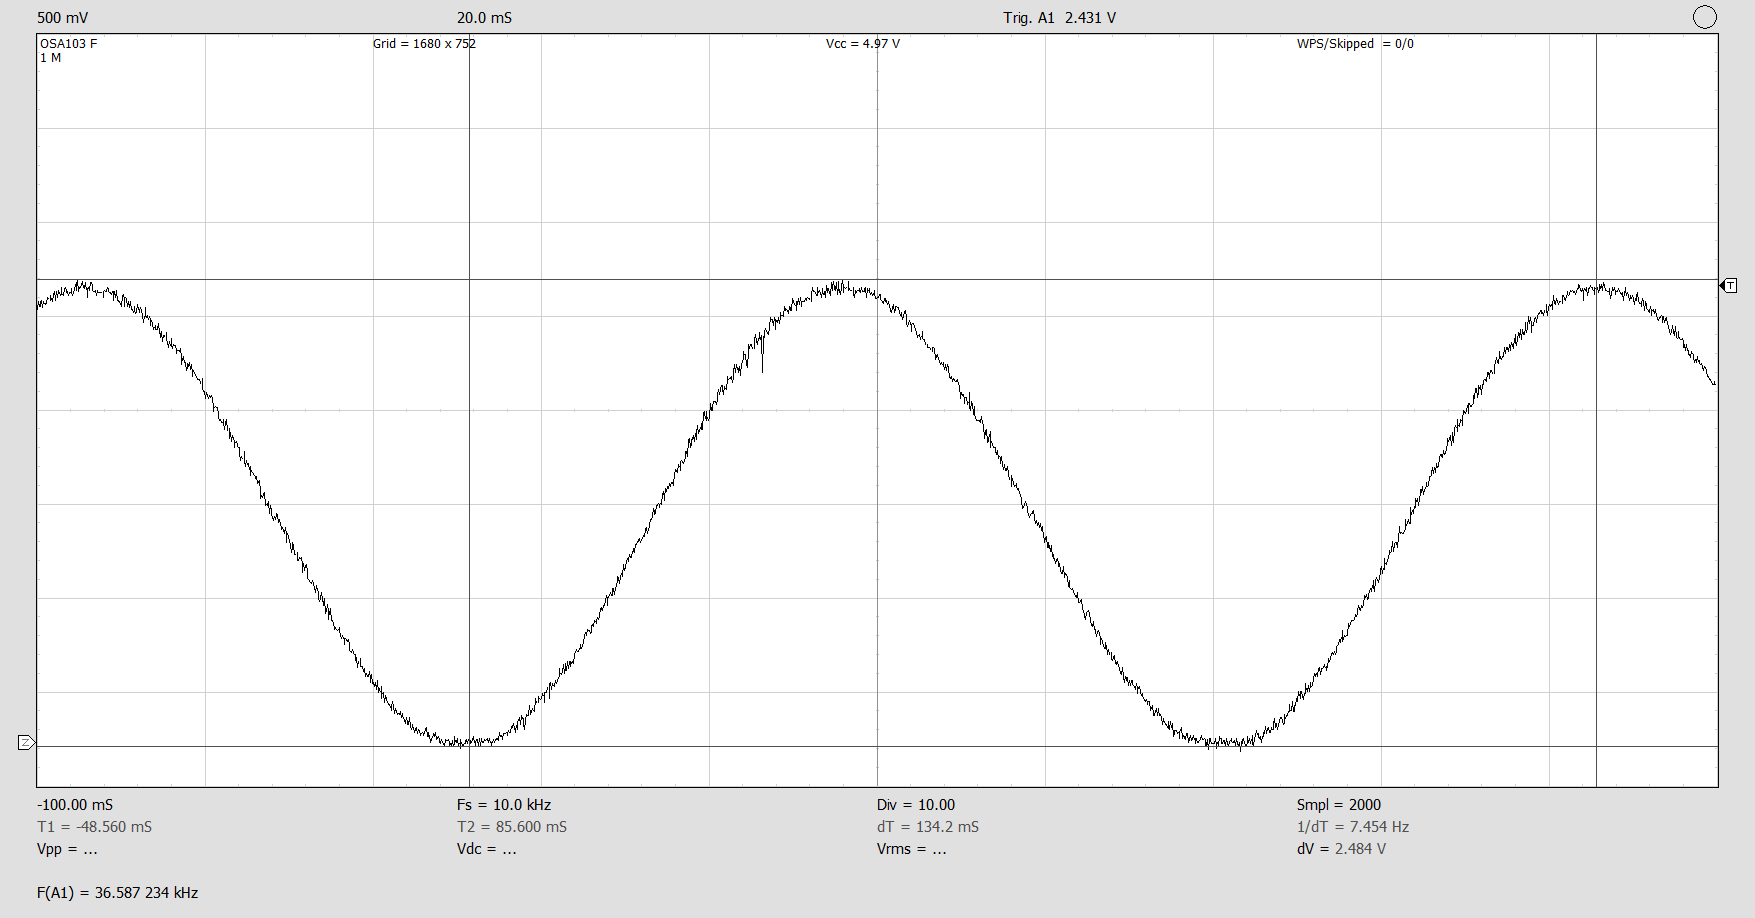 500 mV 20.0 mS Trig. A1 2.431 V
OSA103 F Grid = 1680 x 752 Vcc = 4.97 V WPS/Skipped = 0/0
1 M
T
Z
-100.00 mS Fs = 10.0 kHz Div = 10.00 Smpl = 2000
T1 = -48.560 mS T2 = 85.600 mS dT = 134.2 mS 1/dT = 7.454 Hz
Vpp = ... Vdc = ... Vrms = ... dV = 2.484 V
F(A1) = 36.587 234 kHz